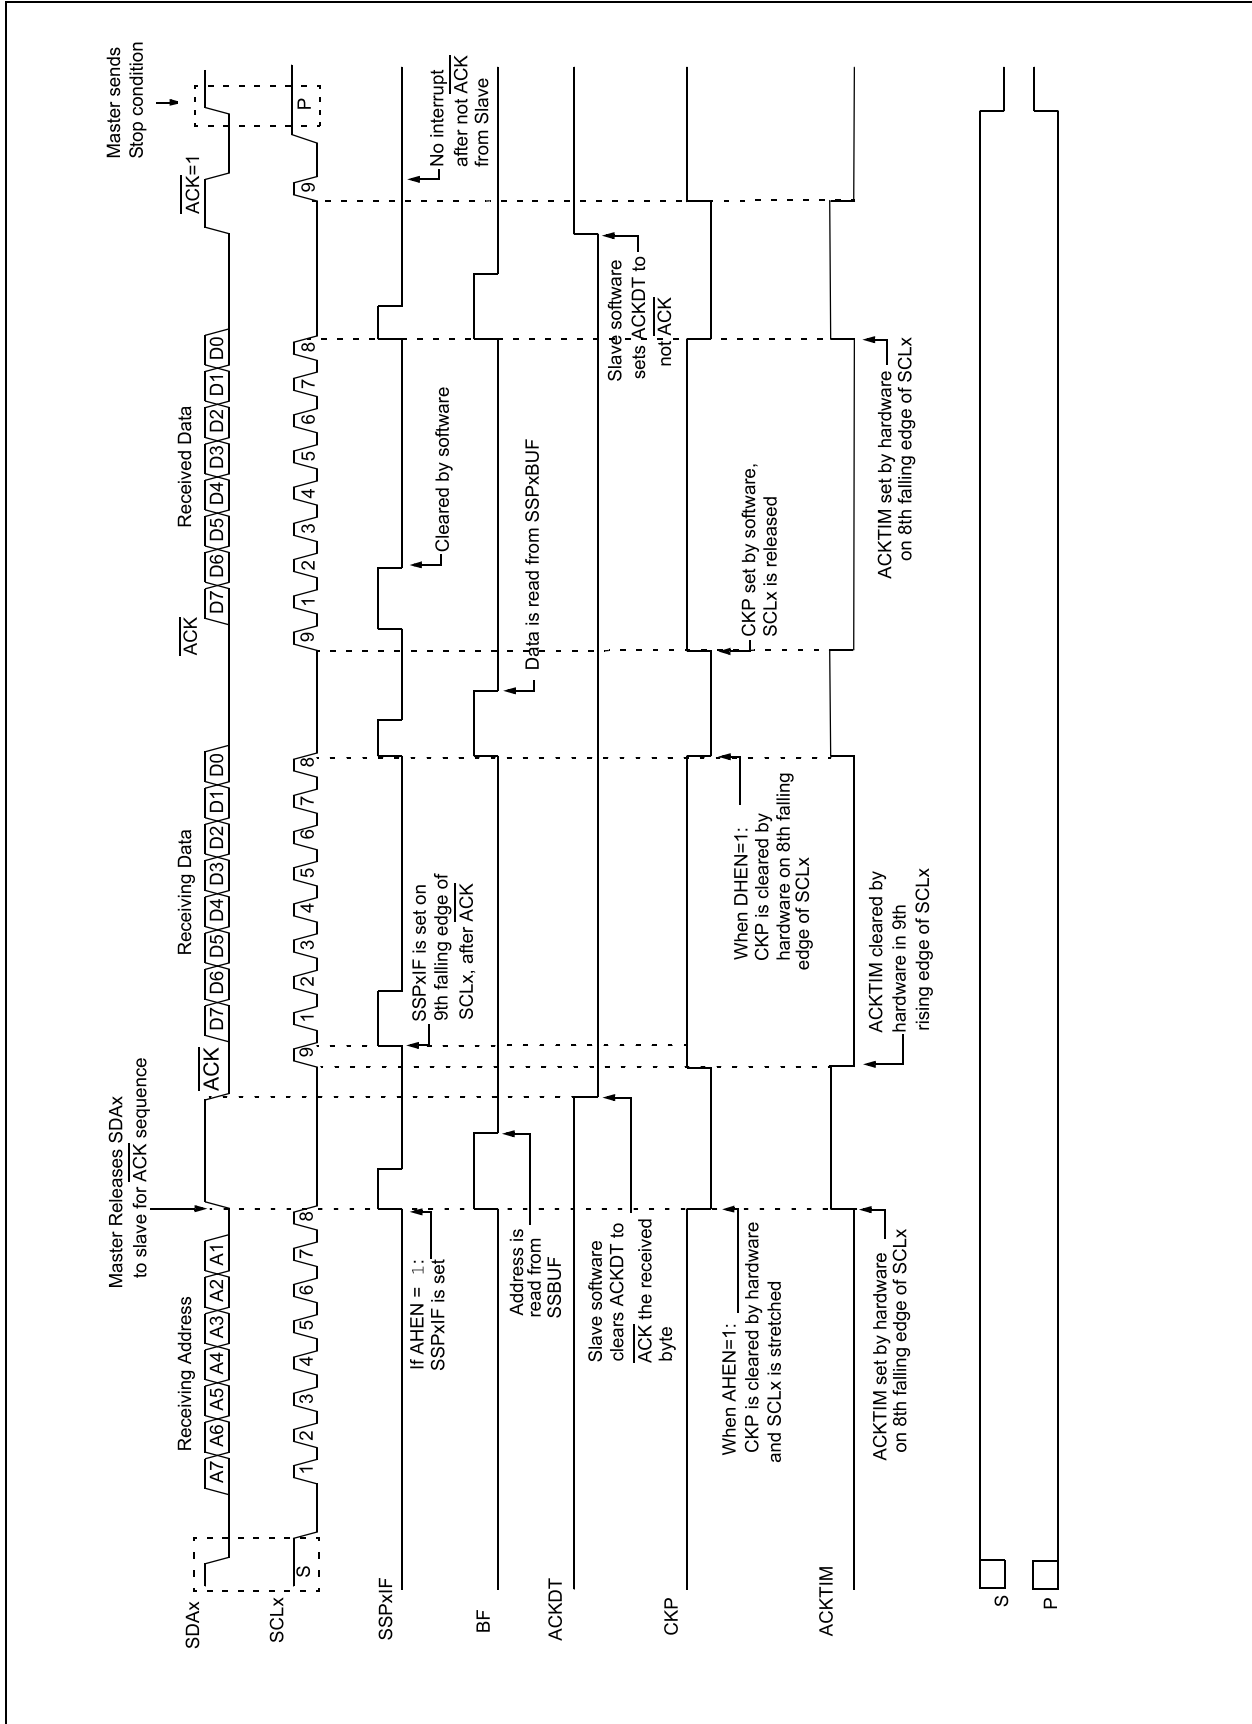 Master sends
Stop condition
Master Releases SDAx
to slave for ACK sequence
Receiving Address
Receiving Data
Received Data
ACK
ACK
ACK=1
SDAx
A7 A6 A5 A4 A3 A2 A1
D7 D6 D5 D4 D3 D2 D1 D0
D7 D6 D5 D4 D3 D2 D1 D0
SCLx
S
1 2 3 4 5 6 7 8 9
1 2 3 4 5 6 7 8 9
1 2 3 4 5 6 7 8 9
P
SSPxIF
If AHEN = 1:
SSPxIF is set
SSPxIF is set on
9th falling edge of
SCLx, after ACK
Cleared by software
No interrupt
after not ACK
from Slave
BF
Address is
read from
SSBUF
Data is read from SSPxBUF
ACKDT
Slave software
clears ACKDT to
ACK the received
byte
Slave software
sets ACKDT to
not ACK
CKP
When AHEN=1:
CKP is cleared by hardware
and SCLx is stretched
When DHEN=1:
CKP is cleared by
hardware on 8th falling
edge of SCLx
CKP set by software,
SCLx is released
ACKTIM
ACKTIM set by hardware
on 8th falling edge of SCLx
ACKTIM cleared by
hardware in 9th
rising edge of SCLx
ACKTIM set by hardware
on 8th falling edge of SCLx
S
P